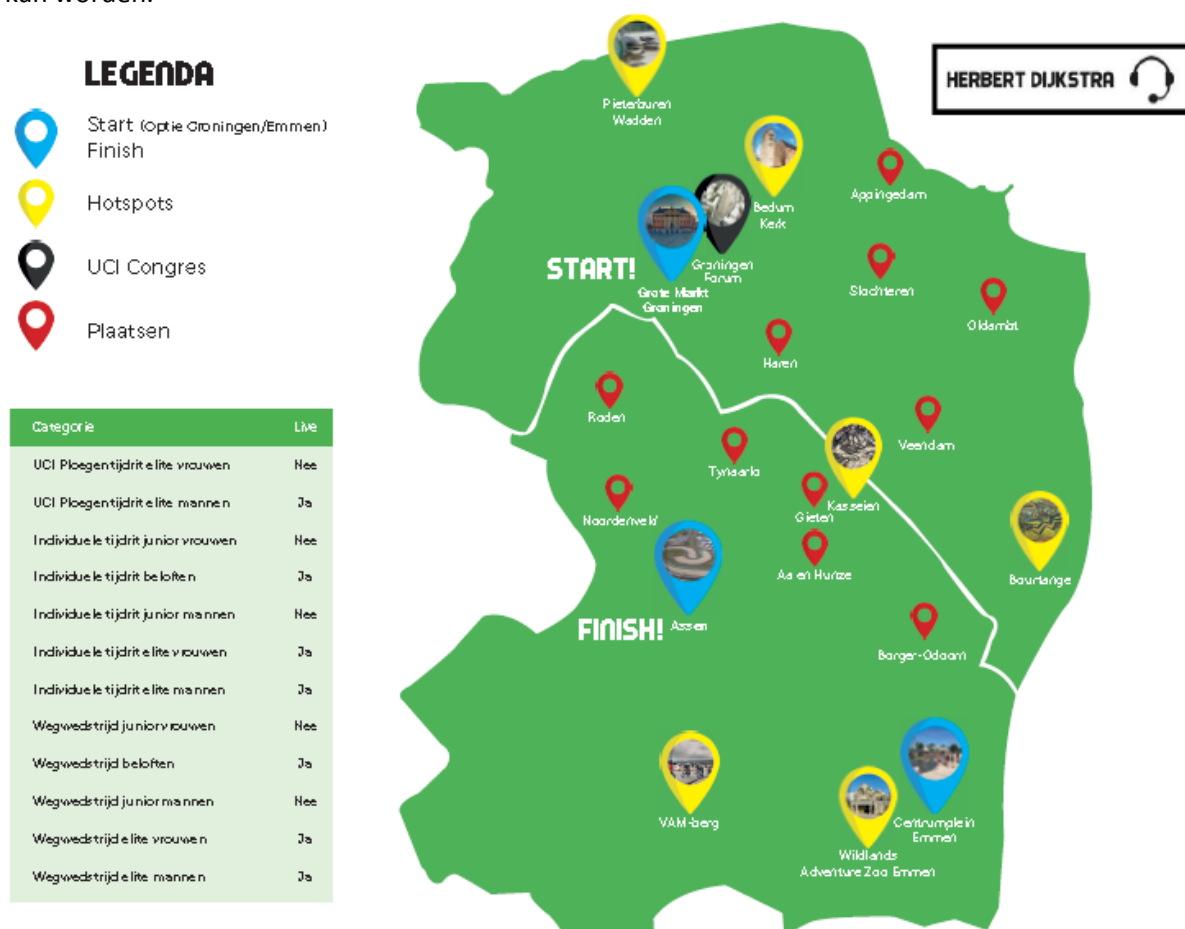 kan worden.
LEGENDA
Start (Optie Groningen/Emmen)
Finish
Hotspots
UCI Congres
Plaatsen
Categorie Live
UCI Ploegentijdrit elite vrouwen Nee
UCI Ploegentijdrit elite mannen Ja
Individuele tijdrit junior vrouwen Nee
Individuele tijdrit beloften Ja
Individuele tijdrit junior mannen Nee
Individuele tijdrit elite vrouwen Ja
Individuele tijdrit elite mannen Ja
Wegwedstrijd junior vrouwen Nee
Wegwedstrijd beloften Ja
Wegwedstrijd junior mannen Nee
Wegwedstrijd elite vrouwen Ja
Wegwedstrijd elite mannen Ja
HERBERT DIJKSTRA
Pieterburen
Wadden
Bedum
Kerk
Appingedam
START!
Groningen
Forum
Grote Markt
Groningen
Slochteren
Oldambt
Haren
Roden
Veendam
Tynaarlo
Noordenveld
Gieten
Kasseien
Aa en Hunze
Bourtange
FINISH!
Assen
Borger-Odoorn
VAM-berg
Centrumplein
Emmen
Wildlands
Adventure Zoo Emmen